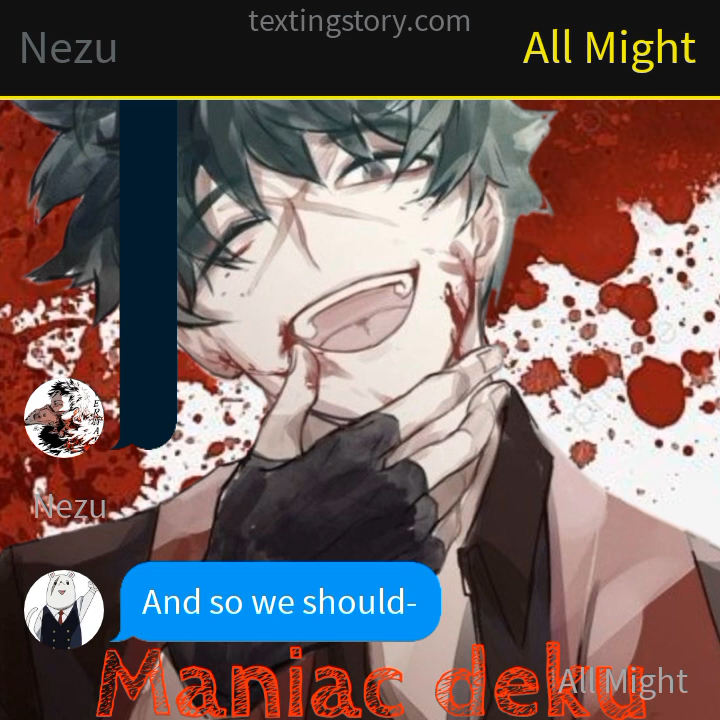 textingstory.com
Nezu
All Might
Nezu
And so we should-
Maniac deku
All Might